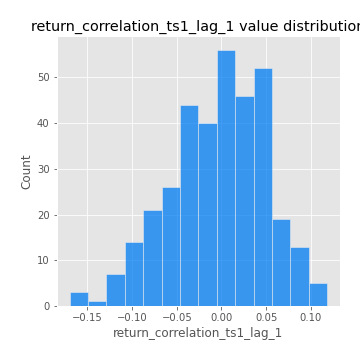 return_correlation_ts1_lag_1 value distribution
Count
50
40
30
20
10
0
−0.15 −0.10 −0.05 0.00 0.05 0.10
return_correlation_ts1_lag_1